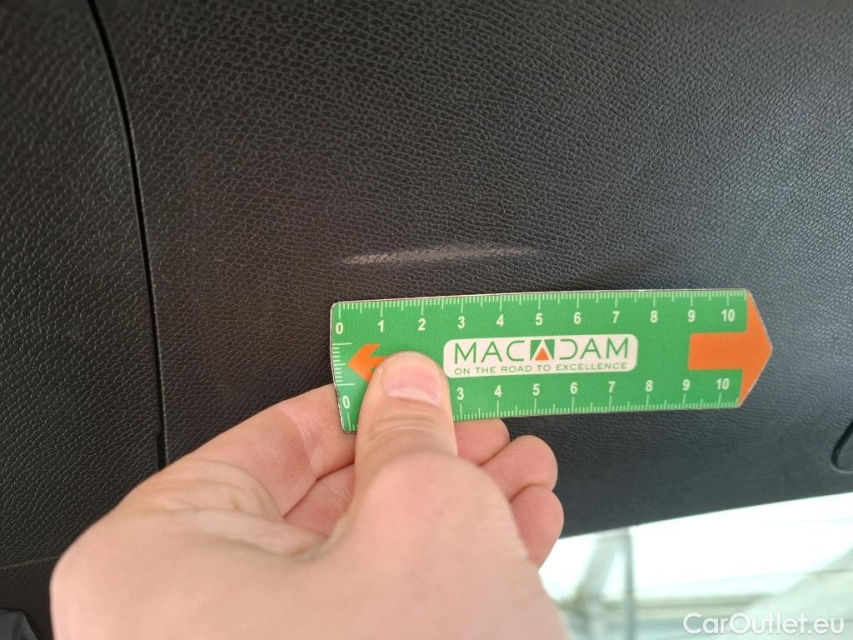 0 1 2 3 4 5 6 7 8 9 10
MACADAM
ON THE ROAD TO EXCELLENCE
0 3 4 5 6 7 8 9 10
CarOutlet.eu